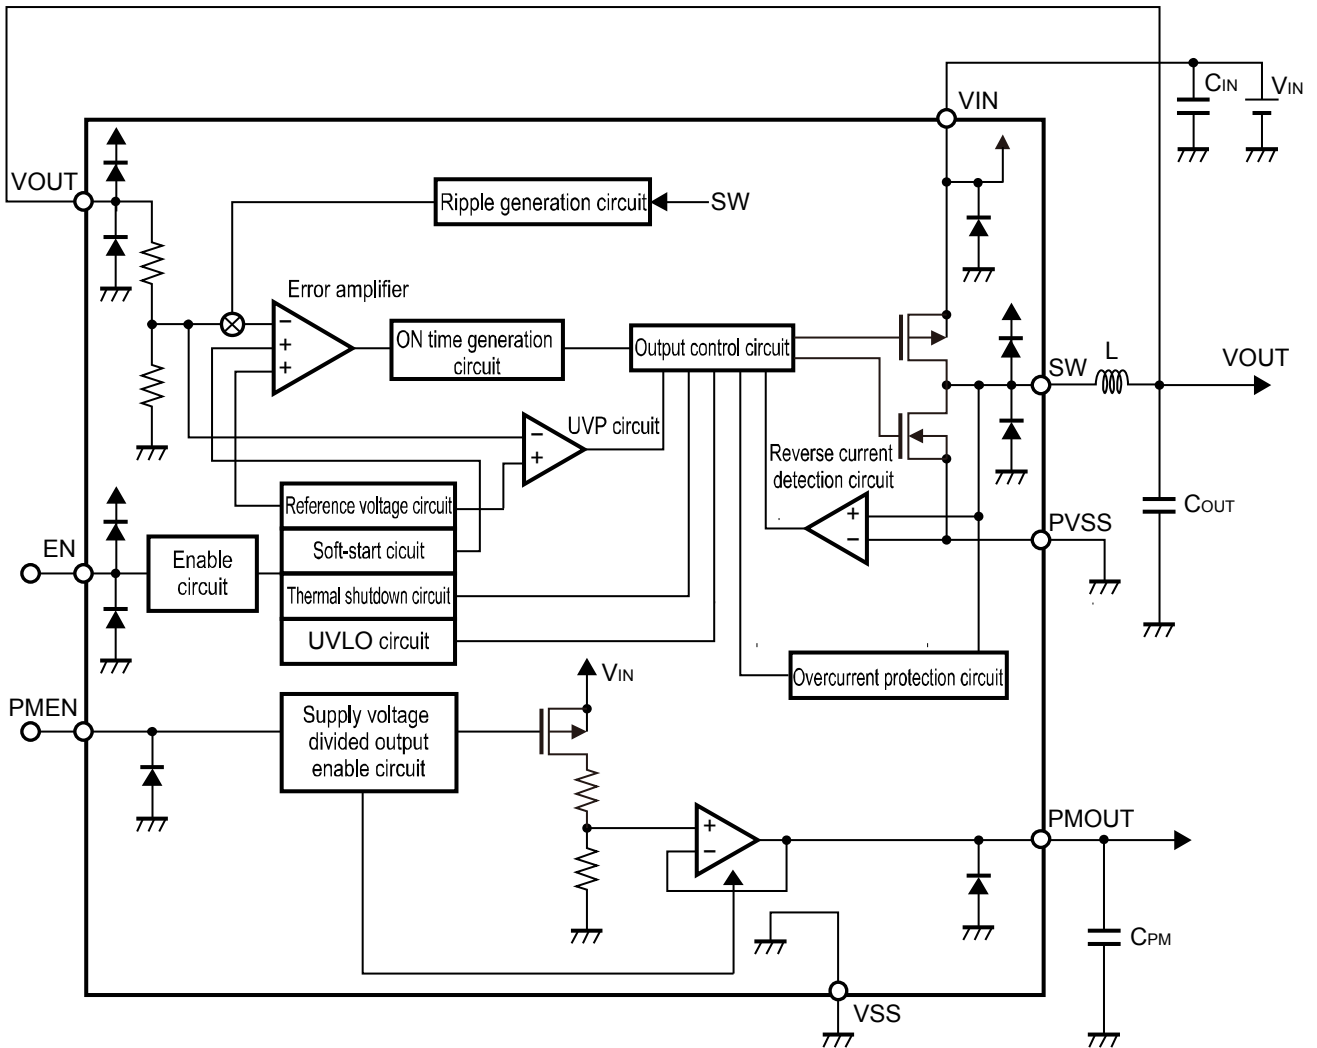 VIN
CIN
VIN
VOUT
Ripple generation circuit
SW
Error amplifier
−
+
+
ON time generation
circuit
Output control circuit
SW
L
VOUT
UVP circuit
−
+
Reverse current
detection circuit
+
−
Reference voltage circuit
Soft-start cicuit
Thermal shutdown circuit
UVLO circuit
EN
Enable
circuit
PVSS
COUT
Overcurrent protection circuit
VIN
PMEN
Supply voltage
divided output
enable circuit
+
−
PMOUT
CPM
VSS